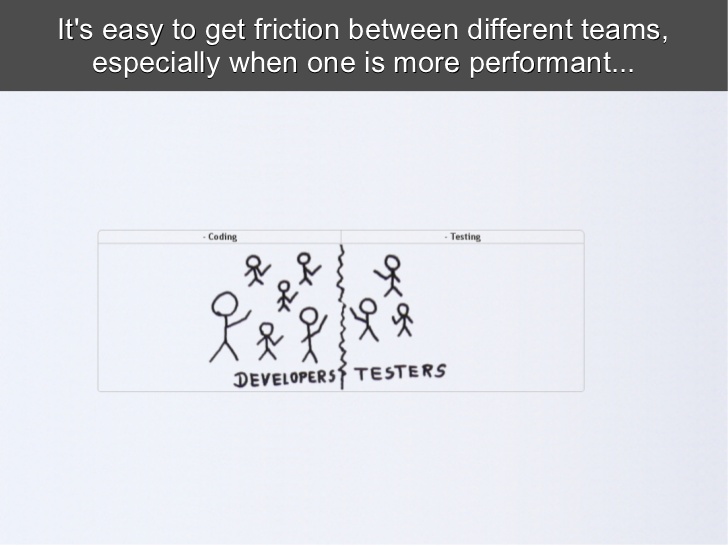 It's easy to get friction between different teams,
especially when one is more performant...
- Coding
- Testing
DEVELOPERS
TESTERS